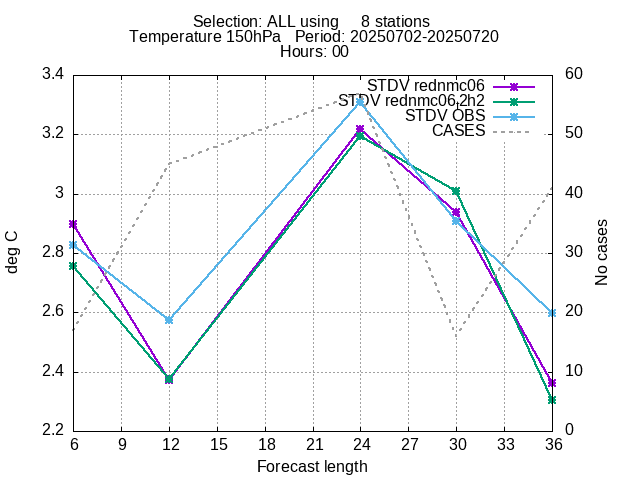 Selection: ALL using     8 stations
Temperature 150hPa   Period: 20250702-20250720
Hours: 00
STDV rednmc06
STDV rednmc06,2h2
STDV OBS
CASES
3.4
3.2
3
2.8
2.6
2.4
2.2
60
50
40
30
20
10
0
deg C
No cases
6 9 12 15 18 21 24 27 30 33 36
Forecast length